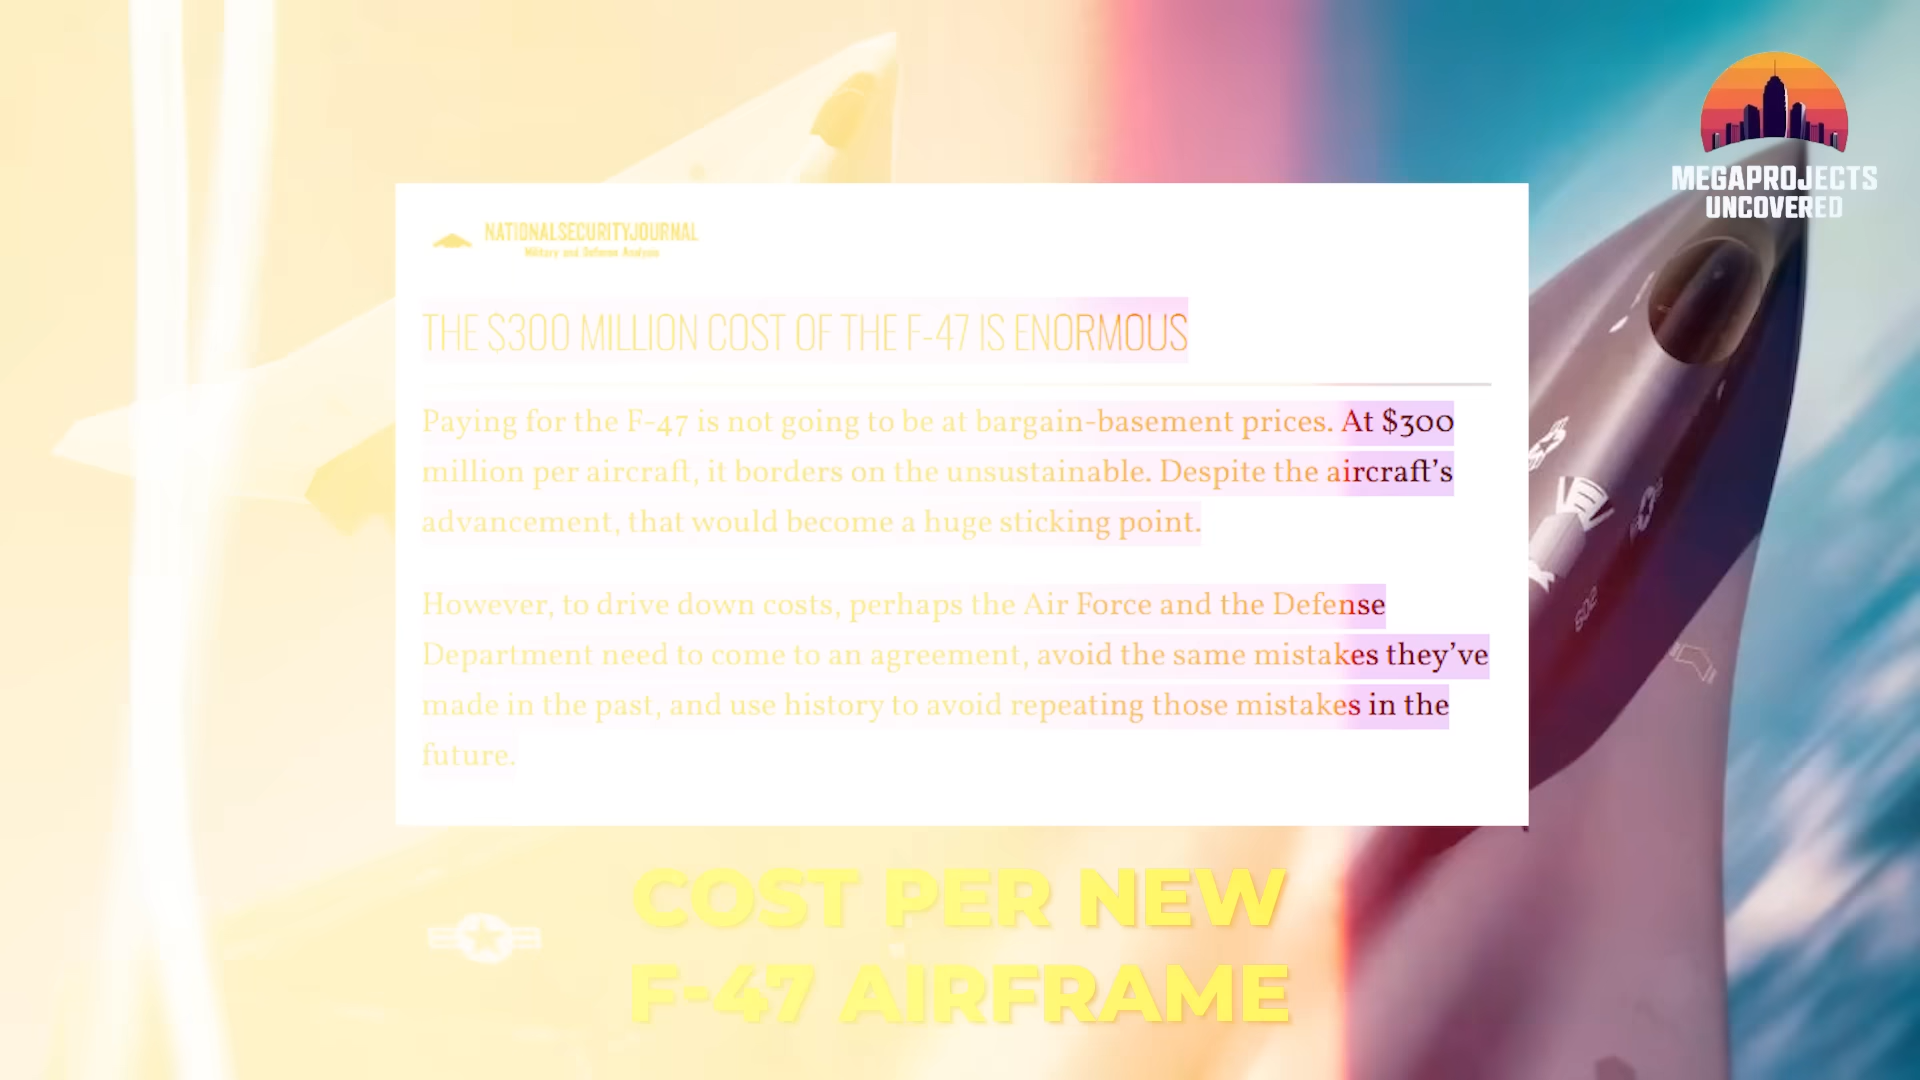 MEGAPROJECTS
UNCOVERED
NATIONALSECURITYJOURNAL
Military and Defense Analysis
THE $300 MILLION COST OF THE F-47 IS ENORMOUS
Paying for the F-47 is not going to be at bargain-basement prices. At $300
million per aircraft, it borders on the unsustainable. Despite the aircraft’s
advancement, that would become a huge sticking point.
However, to drive down costs, perhaps the Air Force and the Defense
Department need to come to an agreement, avoid the same mistakes they’ve
made in the past, and use history to avoid repeating those mistakes in the
future.
COST PER NEW
F-47 AIRFRAME